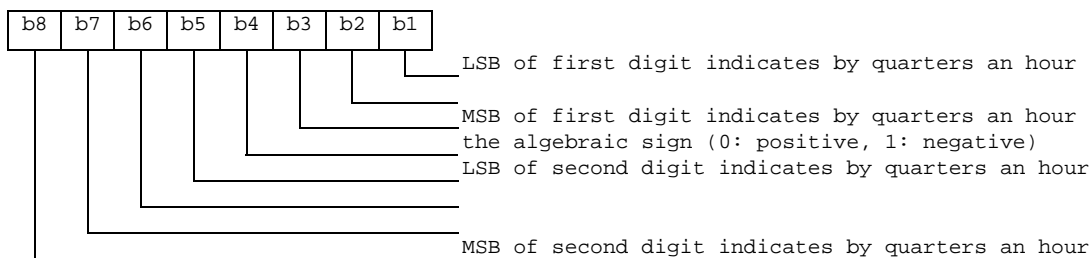 b8 b7 b6 b5 b4 b3 b2 b1
LSB of first digit indicates by quarters an hour
MSB of first digit indicates by quarters an hour
the algebraic sign (0: positive, 1: negative)
LSB of second digit indicates by quarters an hour
MSB of second digit indicates by quarters an hour